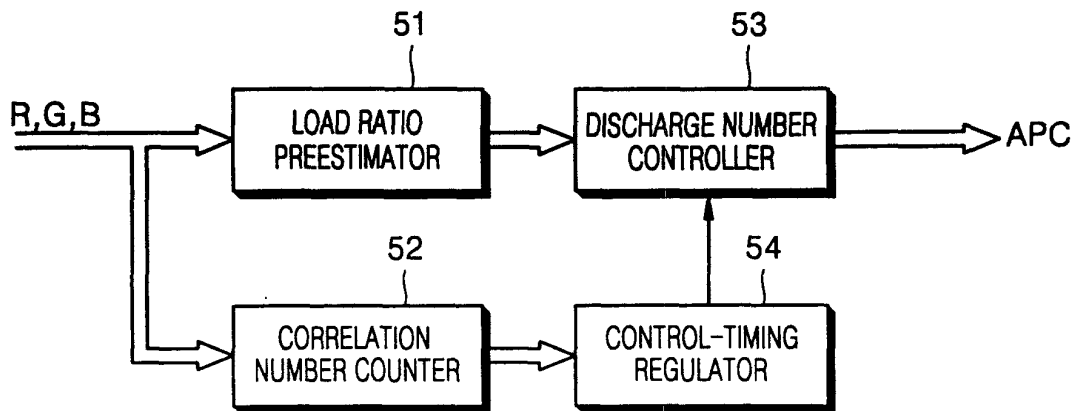 51
53
R,G,B
LOAD RATIO
PREESTIMATOR
DISCHARGE NUMBER
CONTROLLER
APC
52
54
CORRELATION
NUMBER COUNTER
CONTROL-TIMING
REGULATOR